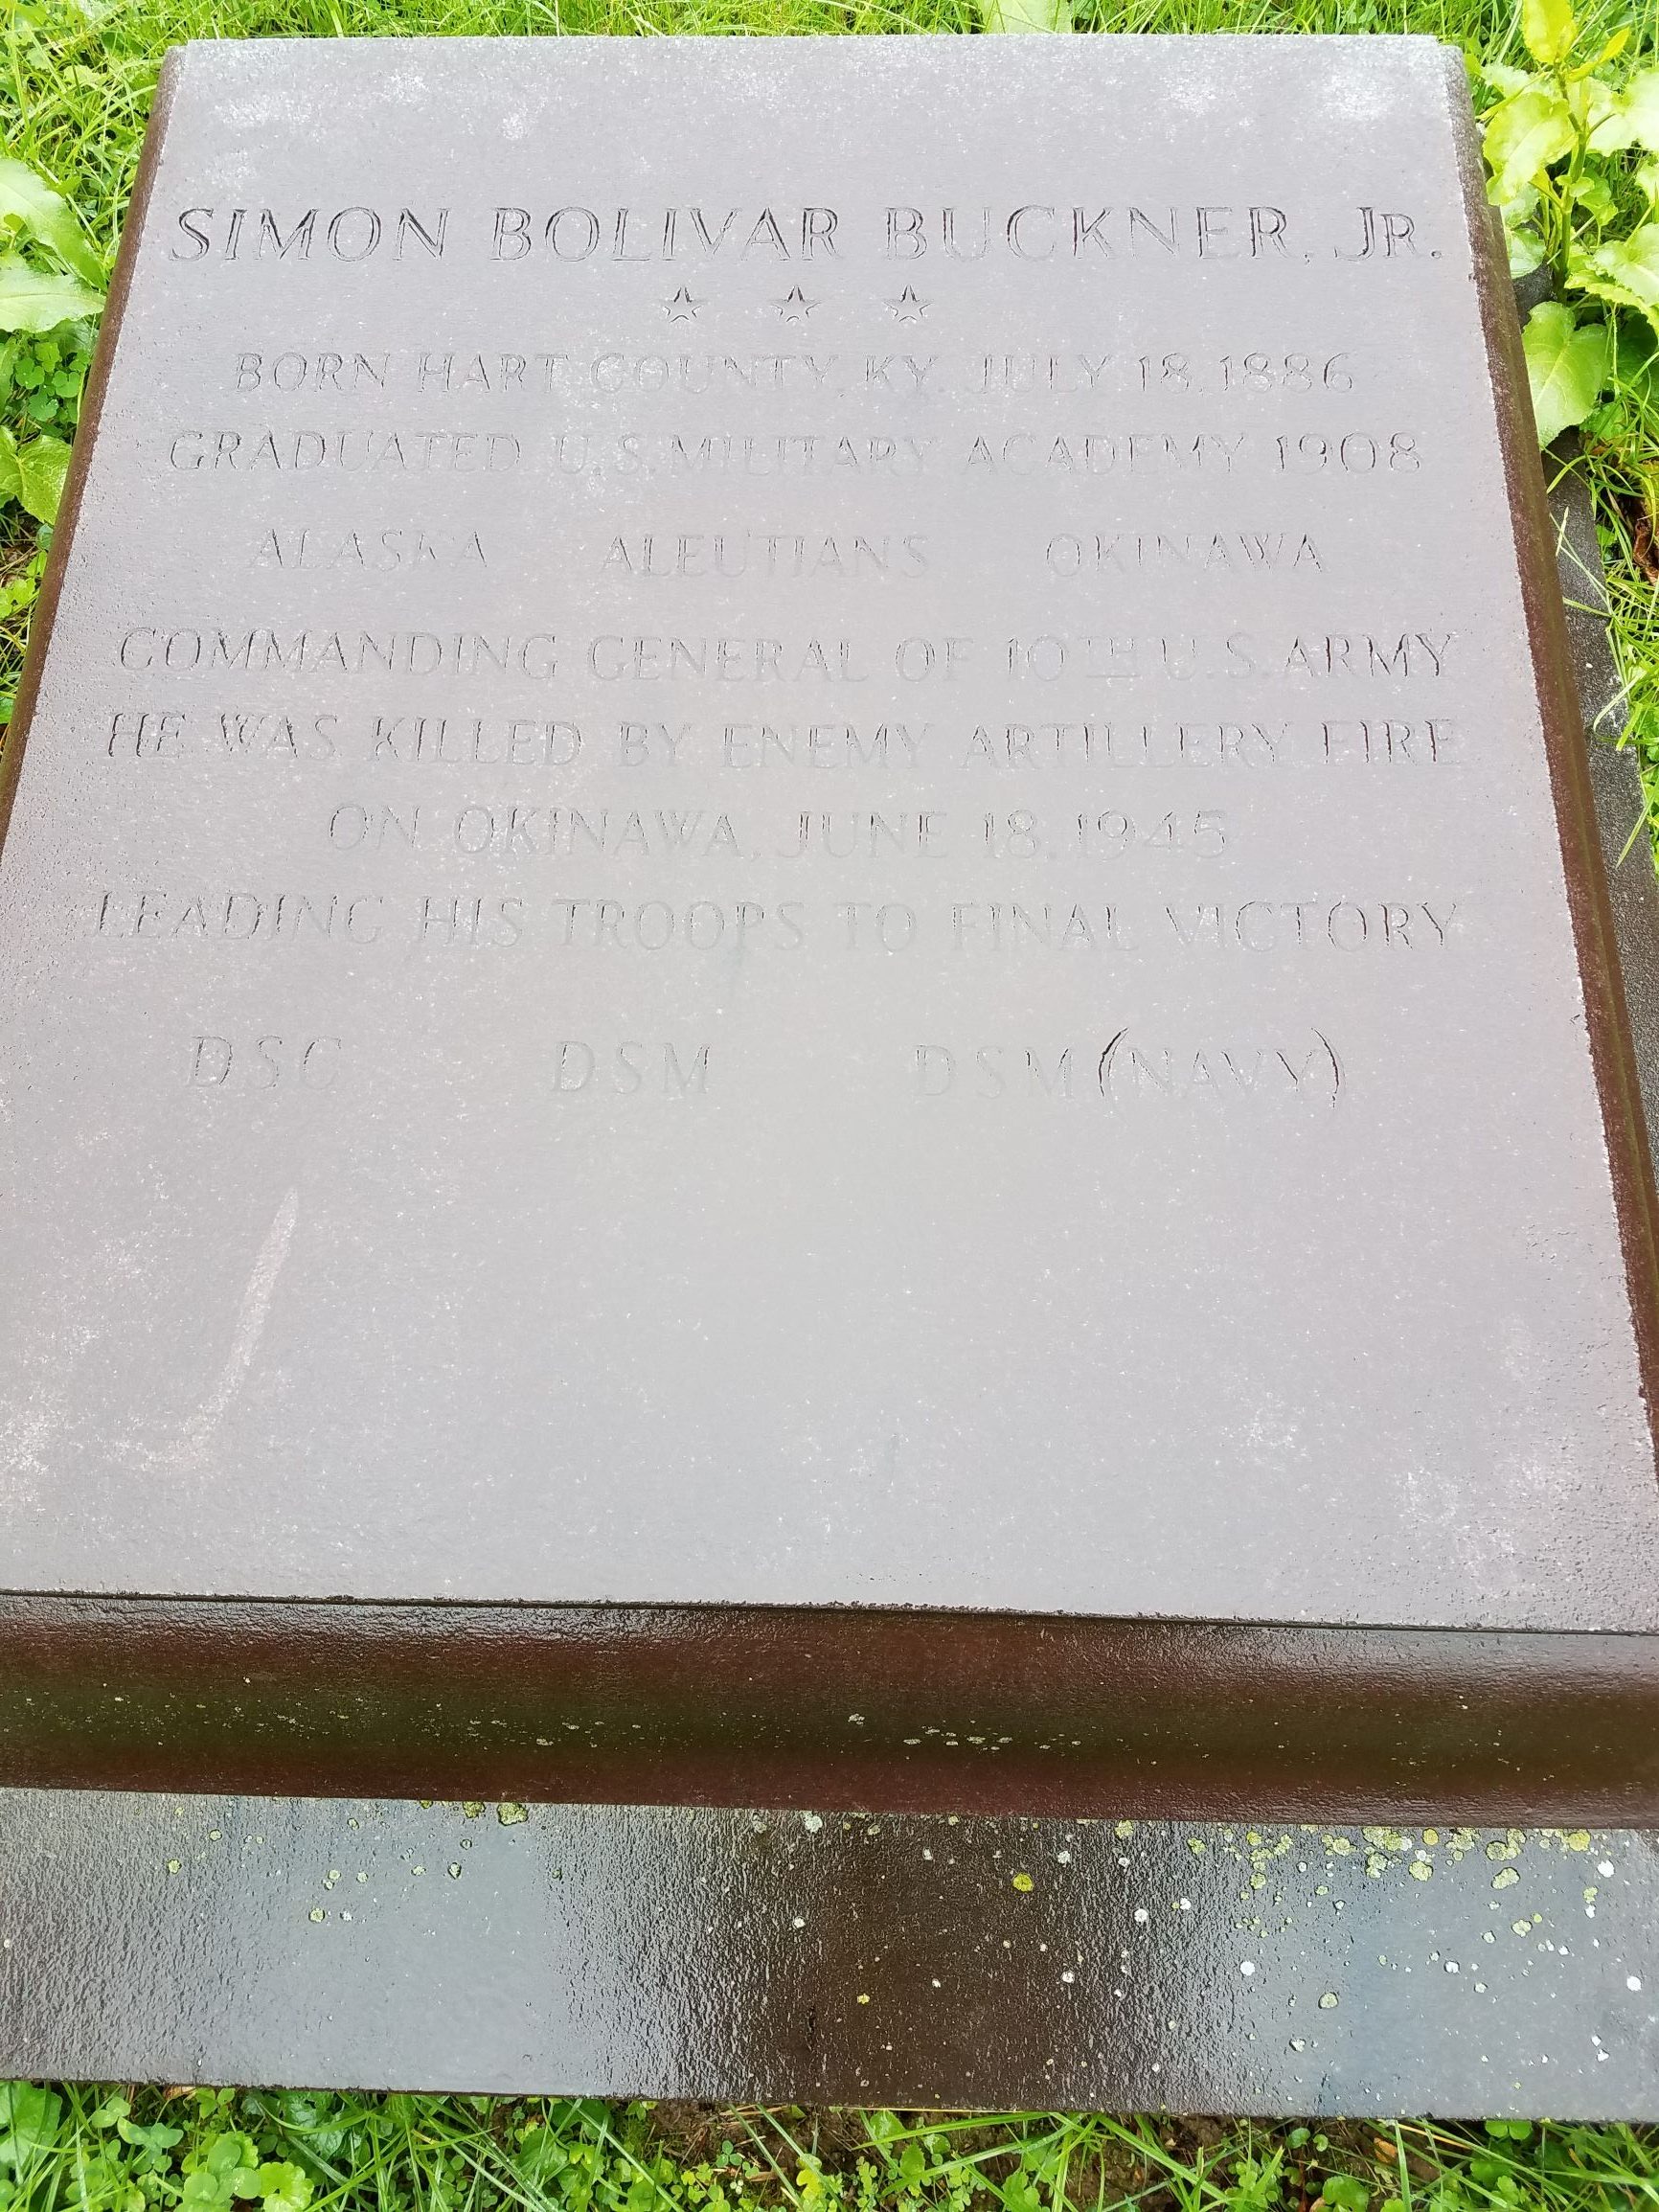 SIMON BOLIVAR BUCKNER, JR.
BORN HART COUNTY, KY. JULY 18, 1886
GRADUATED U.S. MILITARY ACADEMY 1908
ALASKA ALEUTIANS OKINAWA
COMMANDING GENERAL OF 10TH U.S. ARMY
HE WAS KILLED BY ENEMY ARTILLERY FIRE
ON OKINAWA, JUNE 18, 1945
LEADING HIS TROOPS TO FINAL VICTORY
DSC DSM DSM (NAVY)